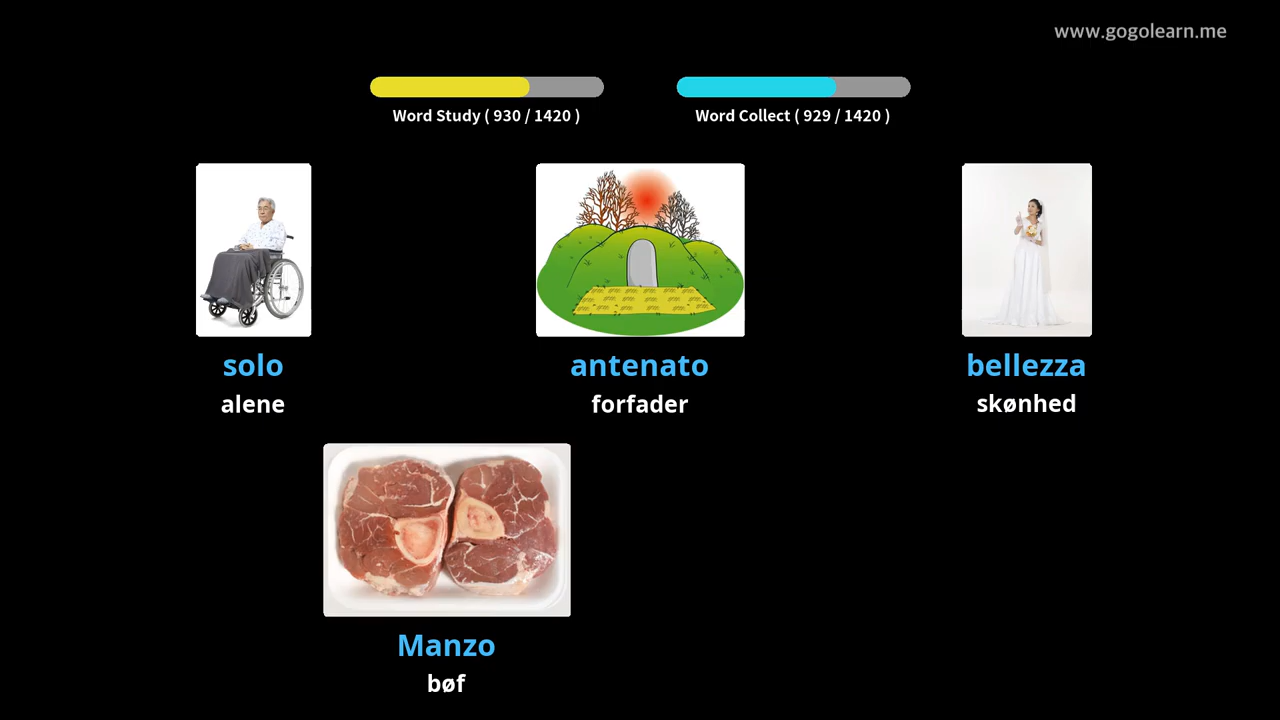 www.gogolearn.me
Word Study ( 930 / 1420 )
Word Collect ( 929 / 1420 )
solo
alene
antenato
forfader
bellezza
skønhed
Manzo
bøf